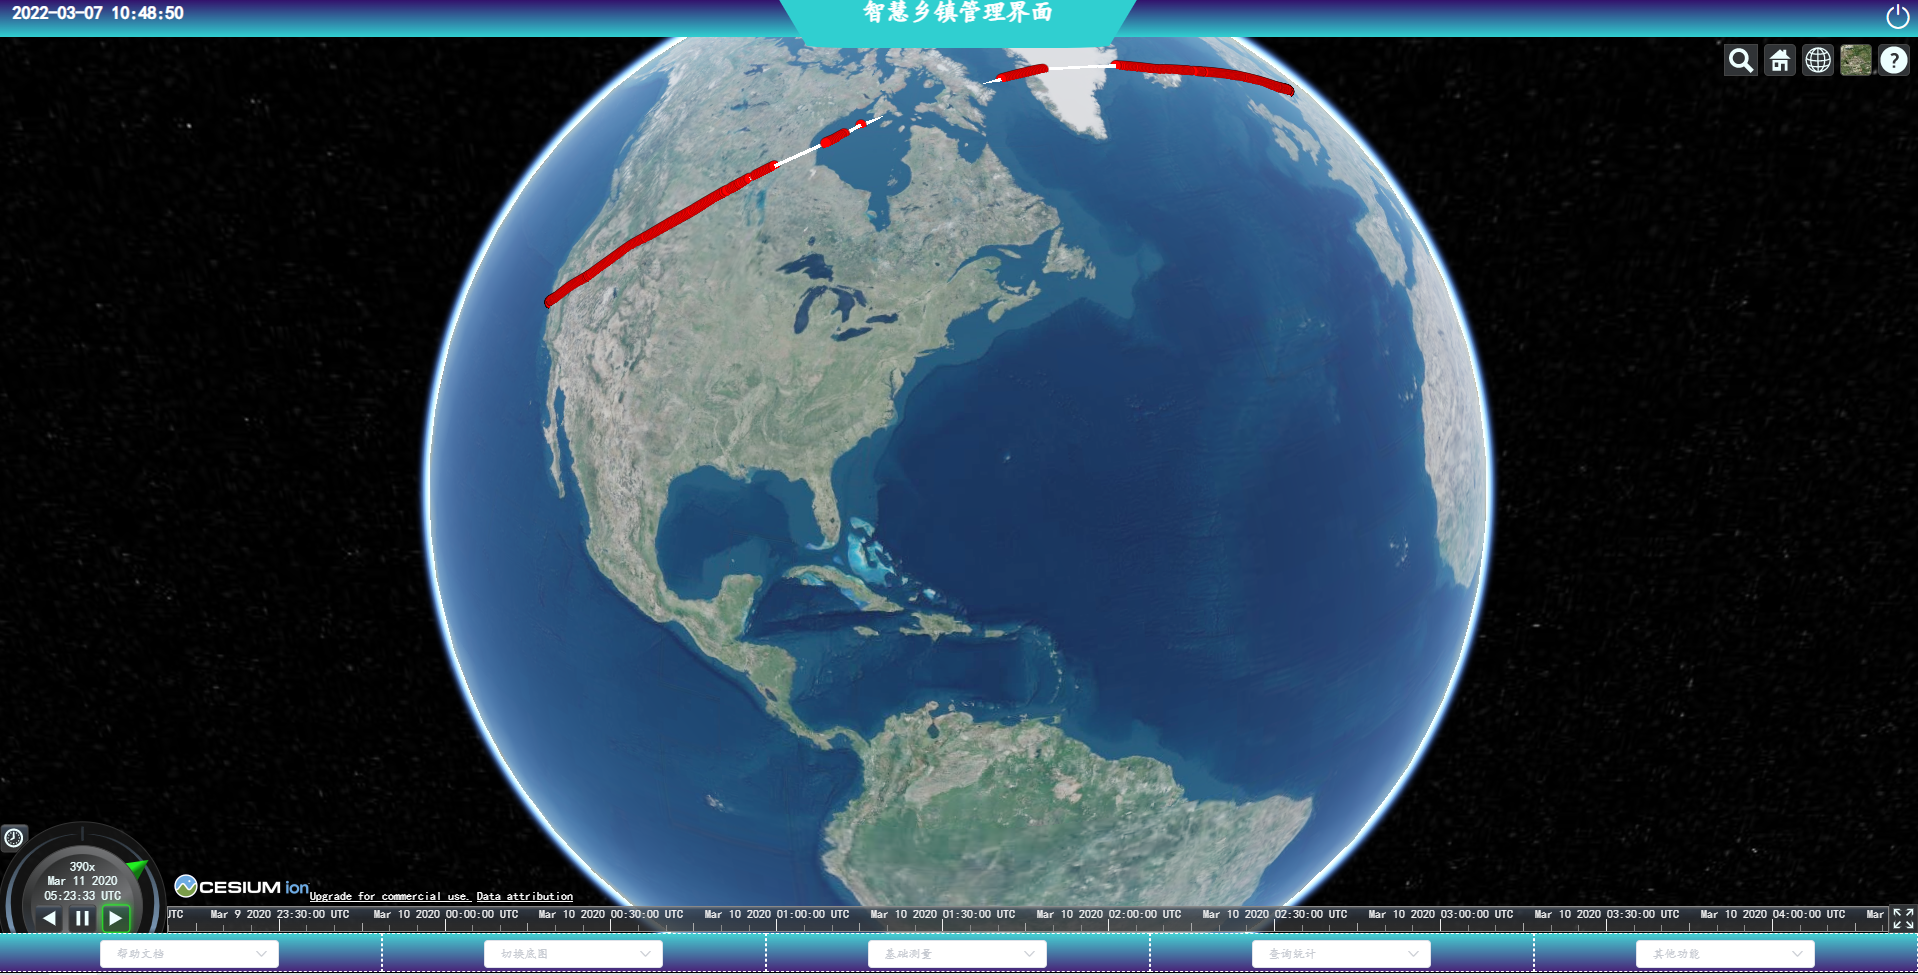 2022-03-07 10:48:50
智慧乡镇管理界面
?
390x
Mar 11 2020
05:23:33 UTC
CESIUM ion
Upgrade for commercial use. Data attribution
UTC Mar 9 2020 23:30:00 UTC Mar 10 2020 00:00:00 UTC Mar 10 2020 00:30:00 UTC Mar 10 2020 01:00:00 UTC Mar 10 2020 01:30:00 UTC Mar 10 2020 02:00:00 UTC Mar 10 2020 02:30:00 UTC Mar 10 2020 03:00:00 UTC Mar 10 2020 03:30:00 UTC Mar 10 2020 04:00:00 UTC Mar
帮助文档 切换底图 基础测量 查询统计 其他功能